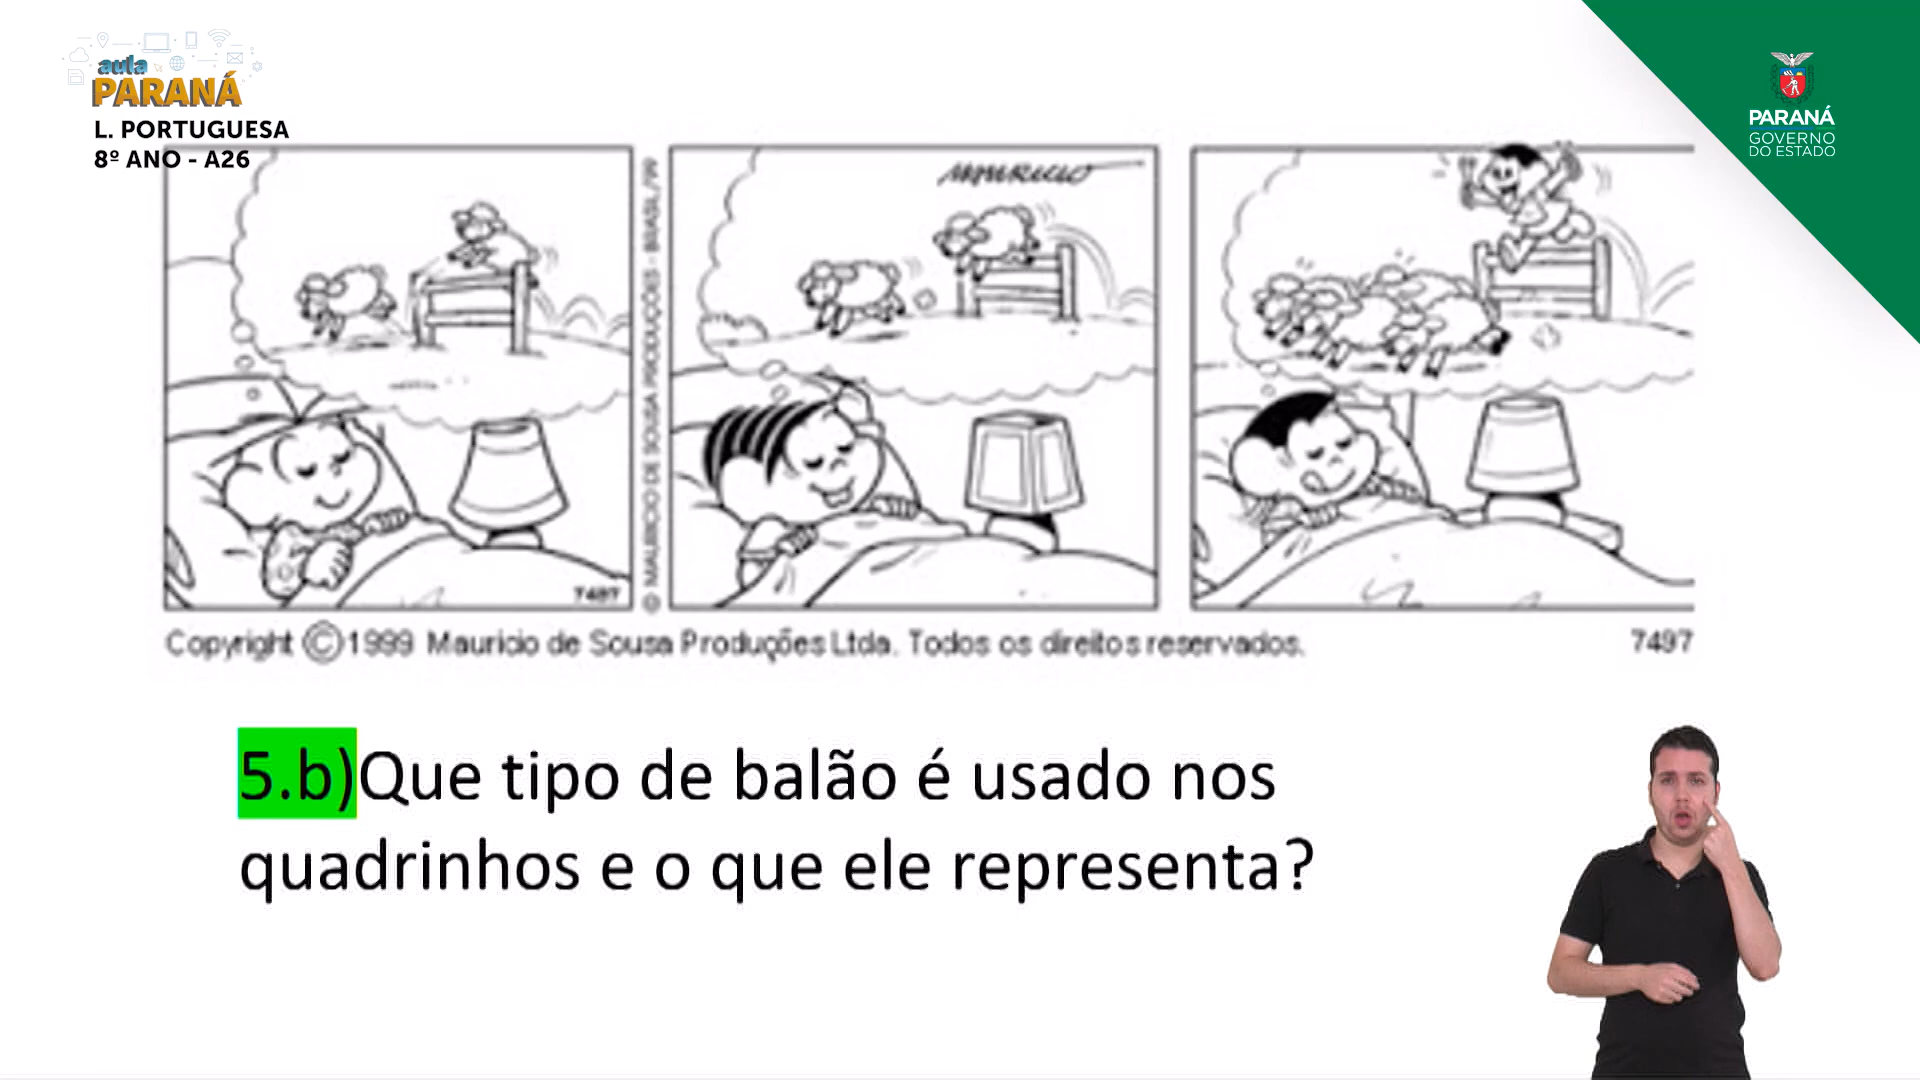 aula
PARANÁ
L. PORTUGUESA
8º ANO - A26
PARANÁ
GOVERNO
DO ESTADO
MAURICIO
© MAURICIO DE SOUSA PRODUÇÕES - BRASIL/99
7497
Copyright © 1999 Mauricio de Sousa Produções Ltda. Todos os direitos reservados. 7497
5.b)Que tipo de balão é usado nos
quadrinhos e o que ele representa?